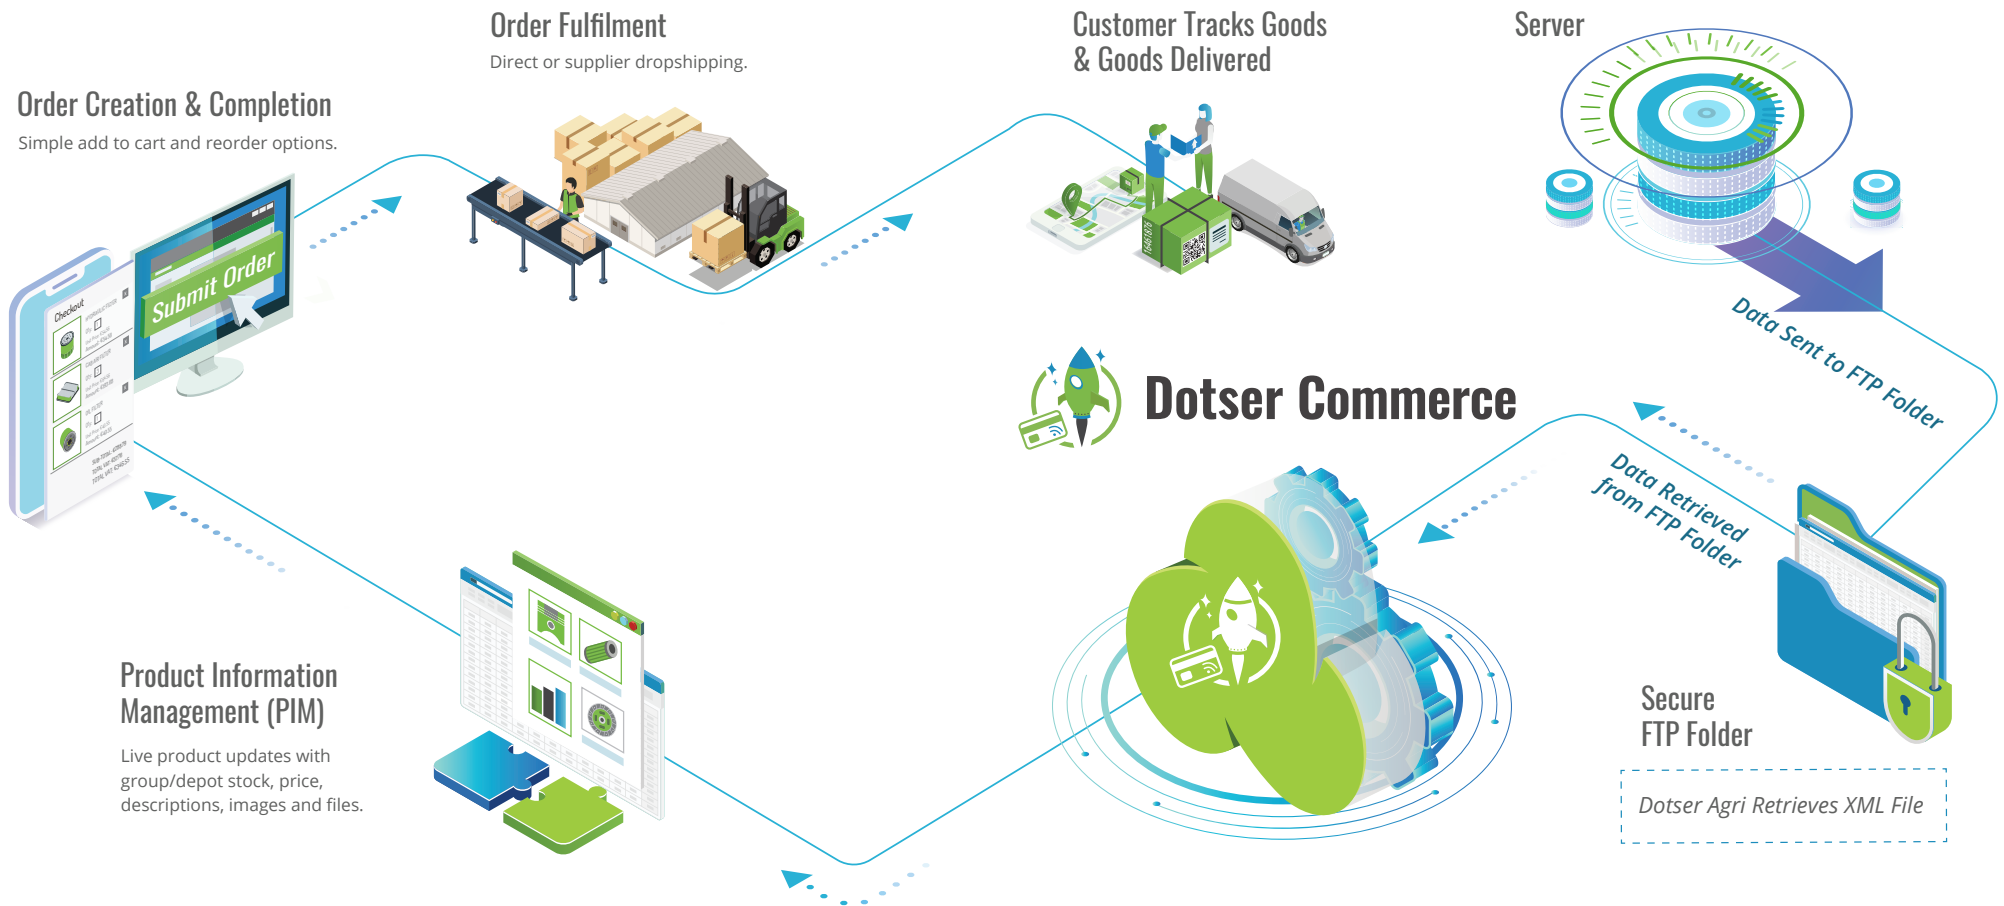 Order Creation & Completion
Simple add to cart and reorder options.
Order Fulfilment
Direct or supplier dropshipping.
Customer Tracks Goods
& Goods Delivered
Server
Data Sent to FTP Folder
Checkout
Submit Order
16461876
Dotser Commerce
Data Retrieved
from FTP Folder
Product Information
Management (PIM)
Live product updates with
group/depot stock, price,
descriptions, images and files.
Secure
FTP Folder
Dotser Agri Retrieves XML File